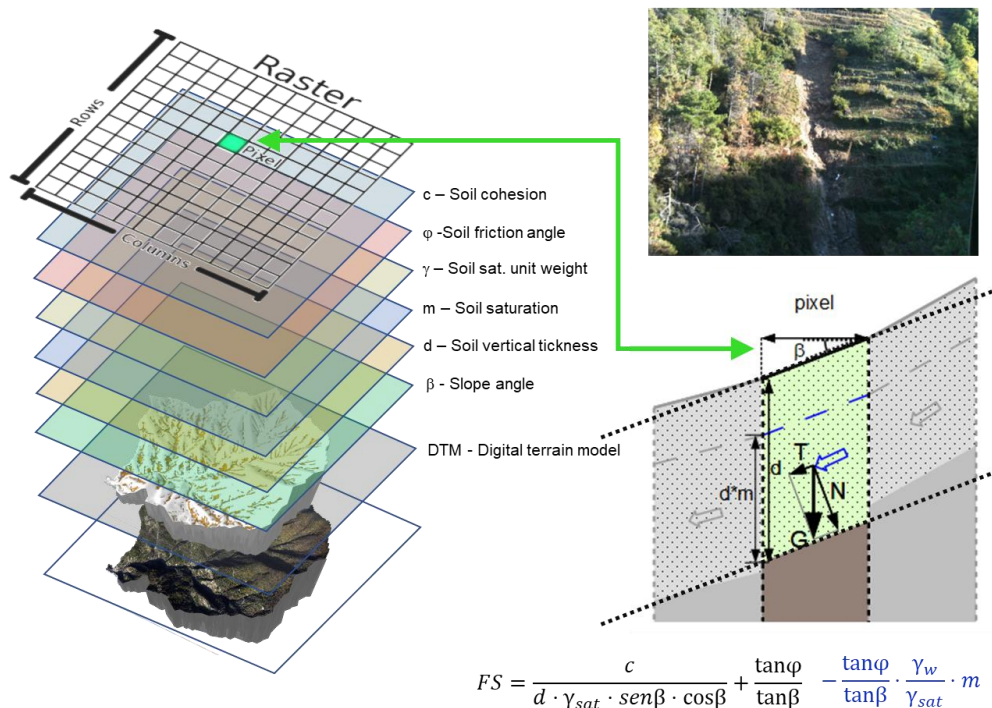 Raster
Rows
Pixel
Columns
c – Soil cohesion
φ -Soil friction angle
γ – Soil sat. unit weight
m – Soil saturation
d – Soil vertical tickness
β - Slope angle
DTM - Digital terrain model
pixel
β
T
d
N
d*m
G
FS = c / (d · γsat · senβ · cosβ) + tanφ/tanβ − tanφ/tanβ · γw/γsat · m